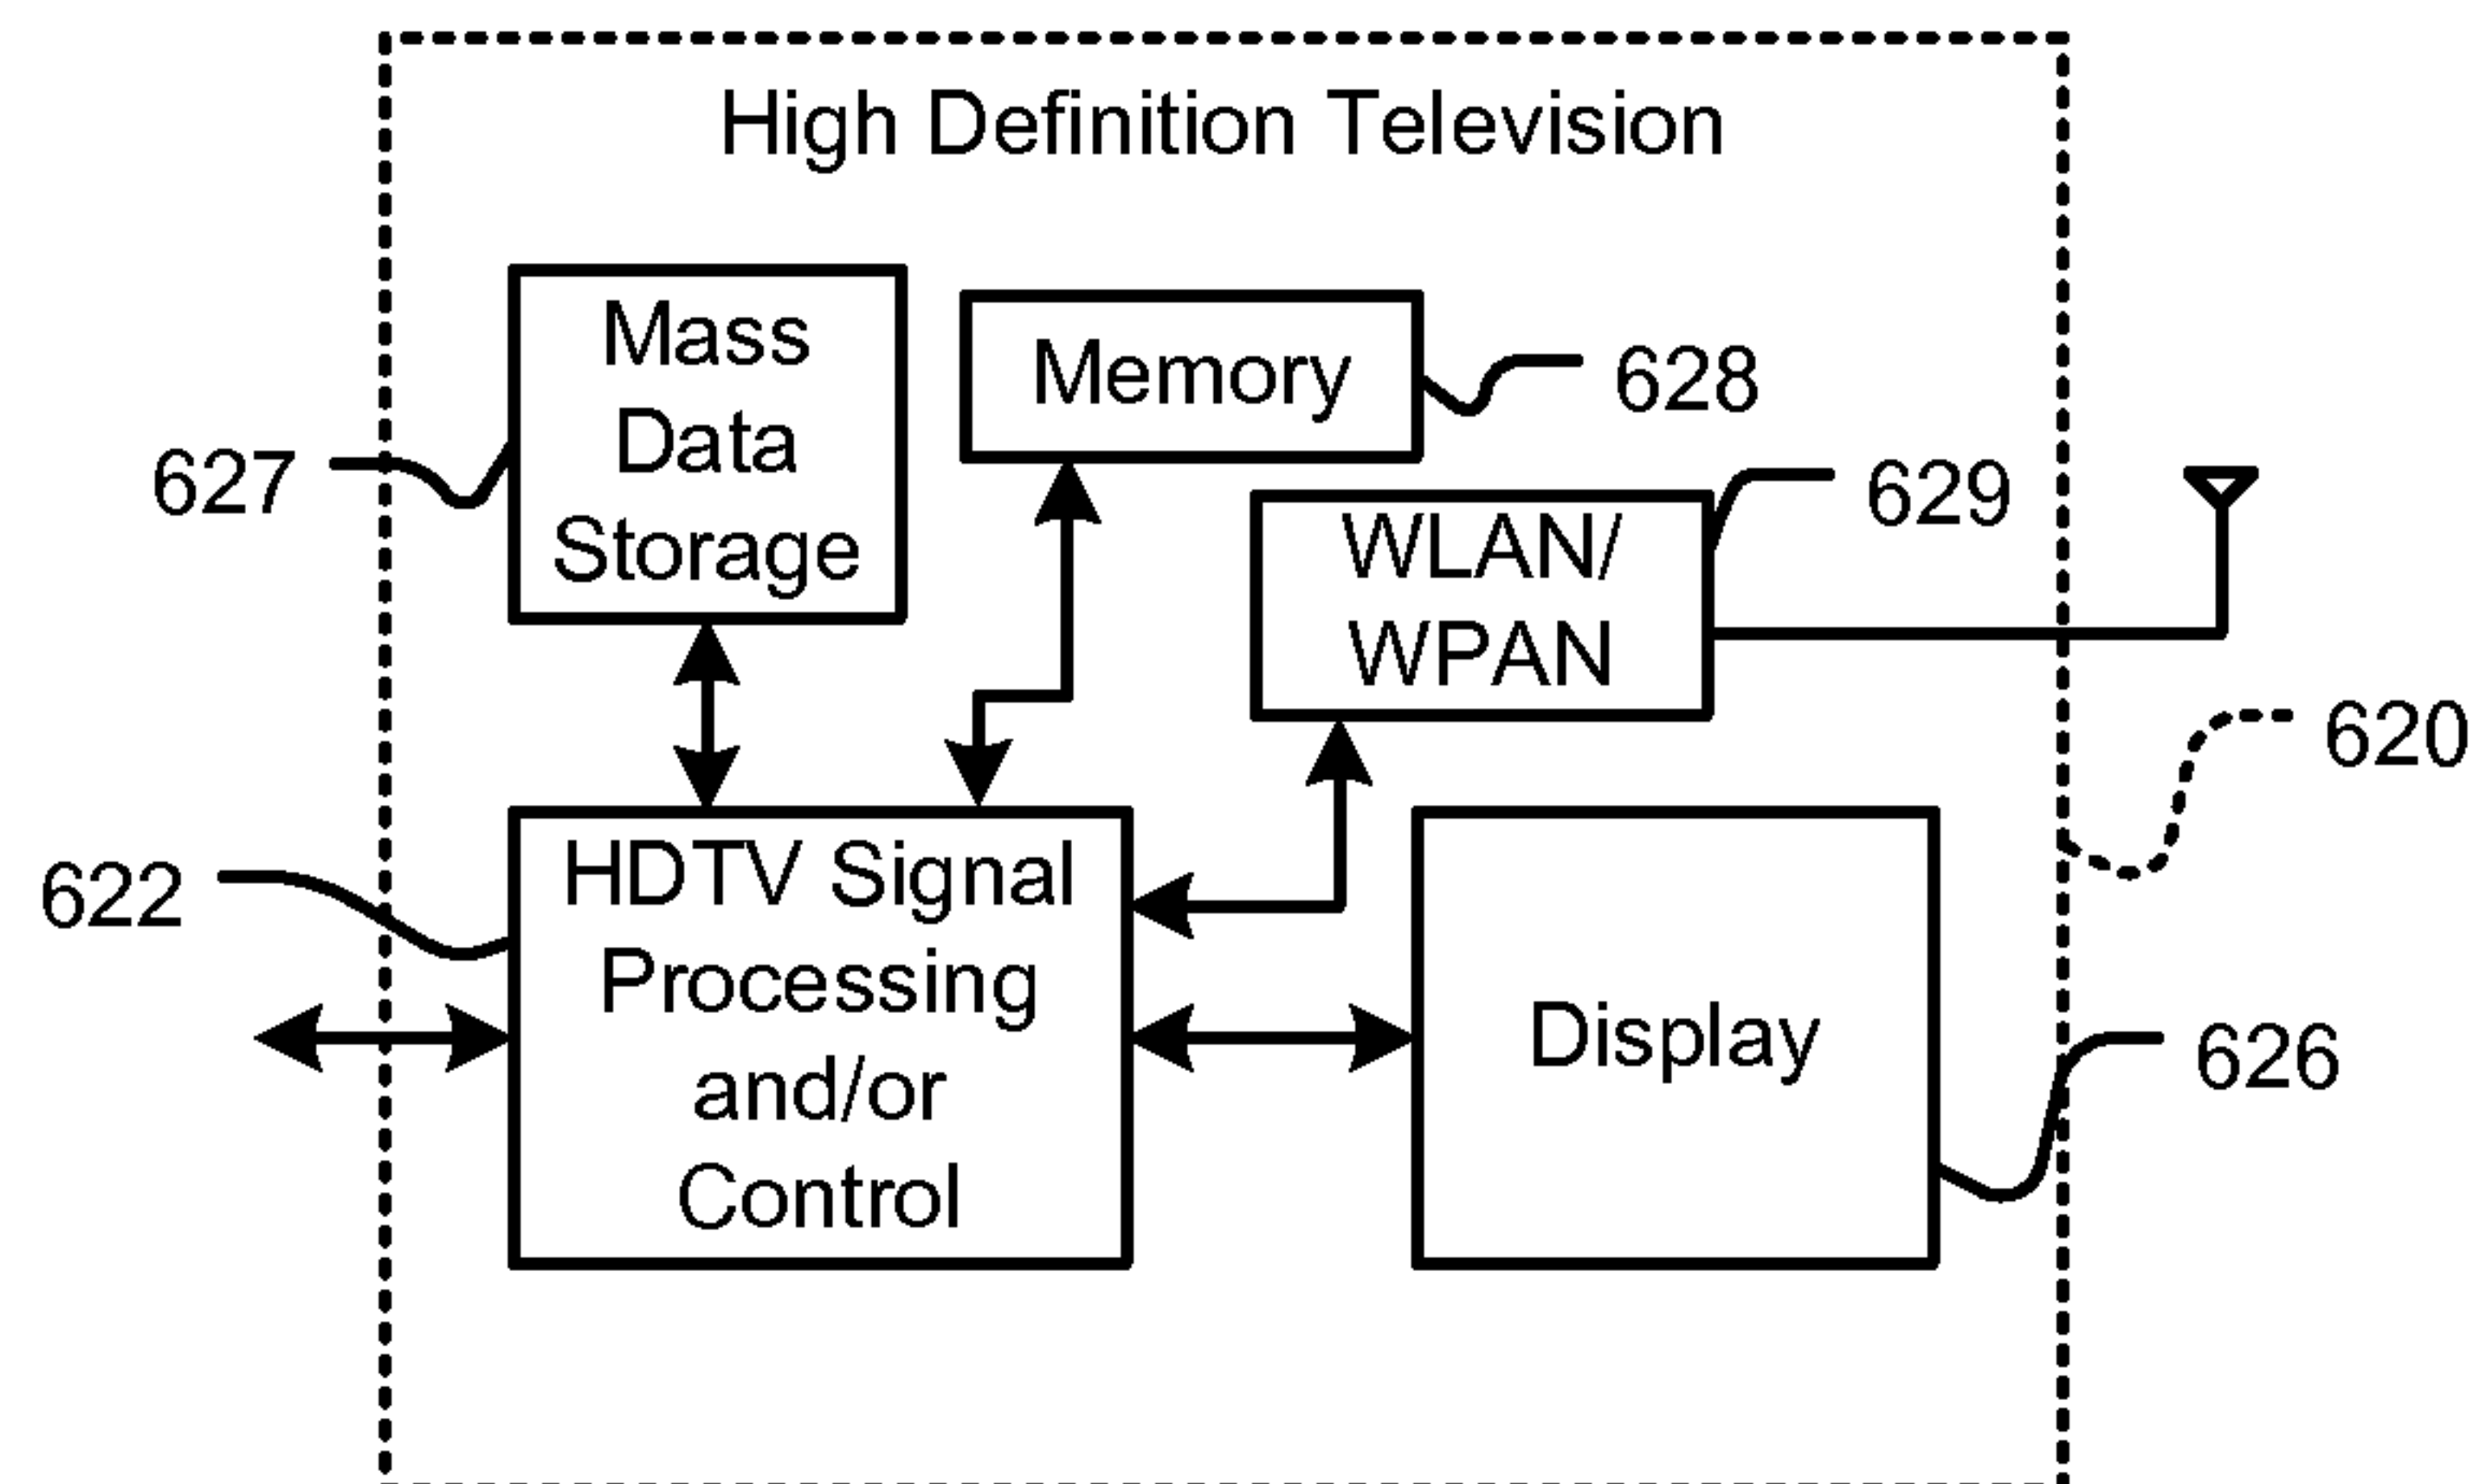 High Definition Television
Mass
Data
Storage
627
Memory
628
WLAN/
WPAN
629
620
HDTV Signal
Processing
and/or
Control
622
Display
626